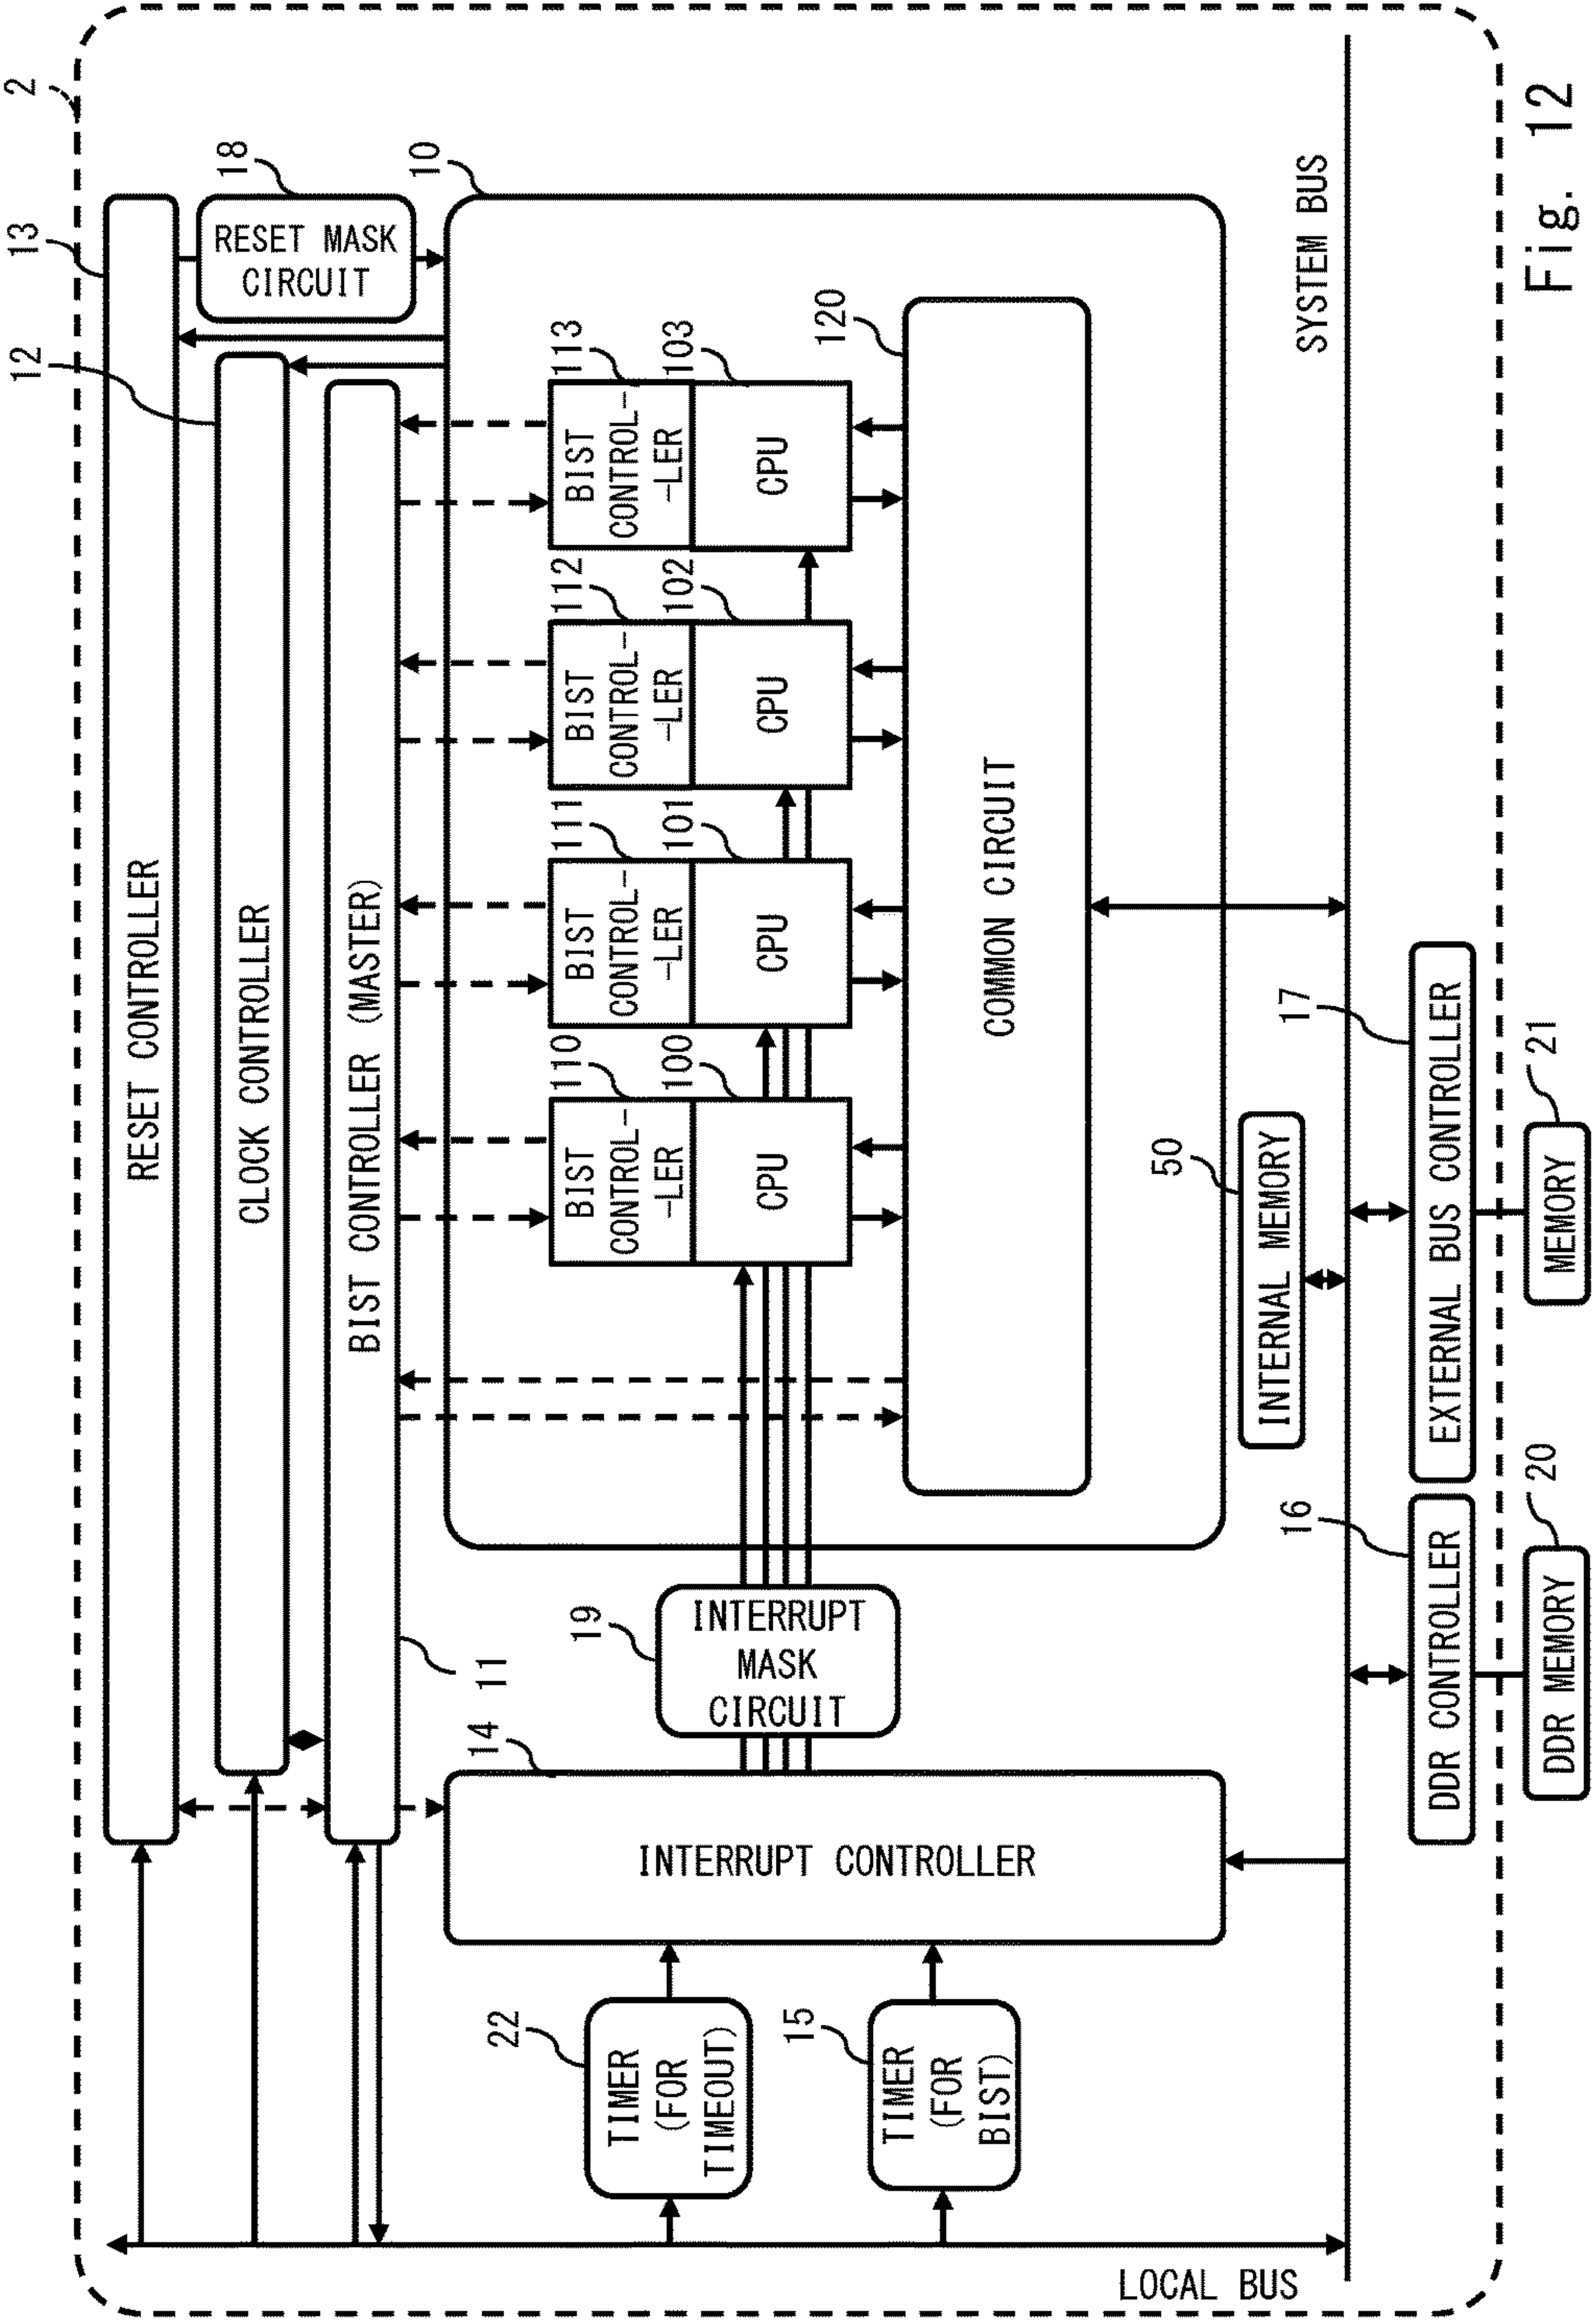 2
13
RESET CONTROLLER
18
RESET MASK
CIRCUIT
12
CLOCK CONTROLLER
10
BIST CONTROLLER (MASTER)
11
110
BIST
CONTROL-
-LER
100
CPU
111
BIST
CONTROL-
-LER
101
CPU
112
BIST
CONTROL-
-LER
102
CPU
113
BIST
CONTROL-
-LER
103
CPU
120
COMMON CIRCUIT
19
INTERRUPT
MASK
CIRCUIT
14
INTERRUPT CONTROLLER
22
TIMER
(FOR
TIMEOUT)
15
TIMER
(FOR
BIST)
50
INTERNAL MEMORY
LOCAL BUS
SYSTEM BUS
16
DDR CONTROLLER
17
EXTERNAL BUS CONTROLLER
20
DDR MEMORY
21
MEMORY
Fig. 12